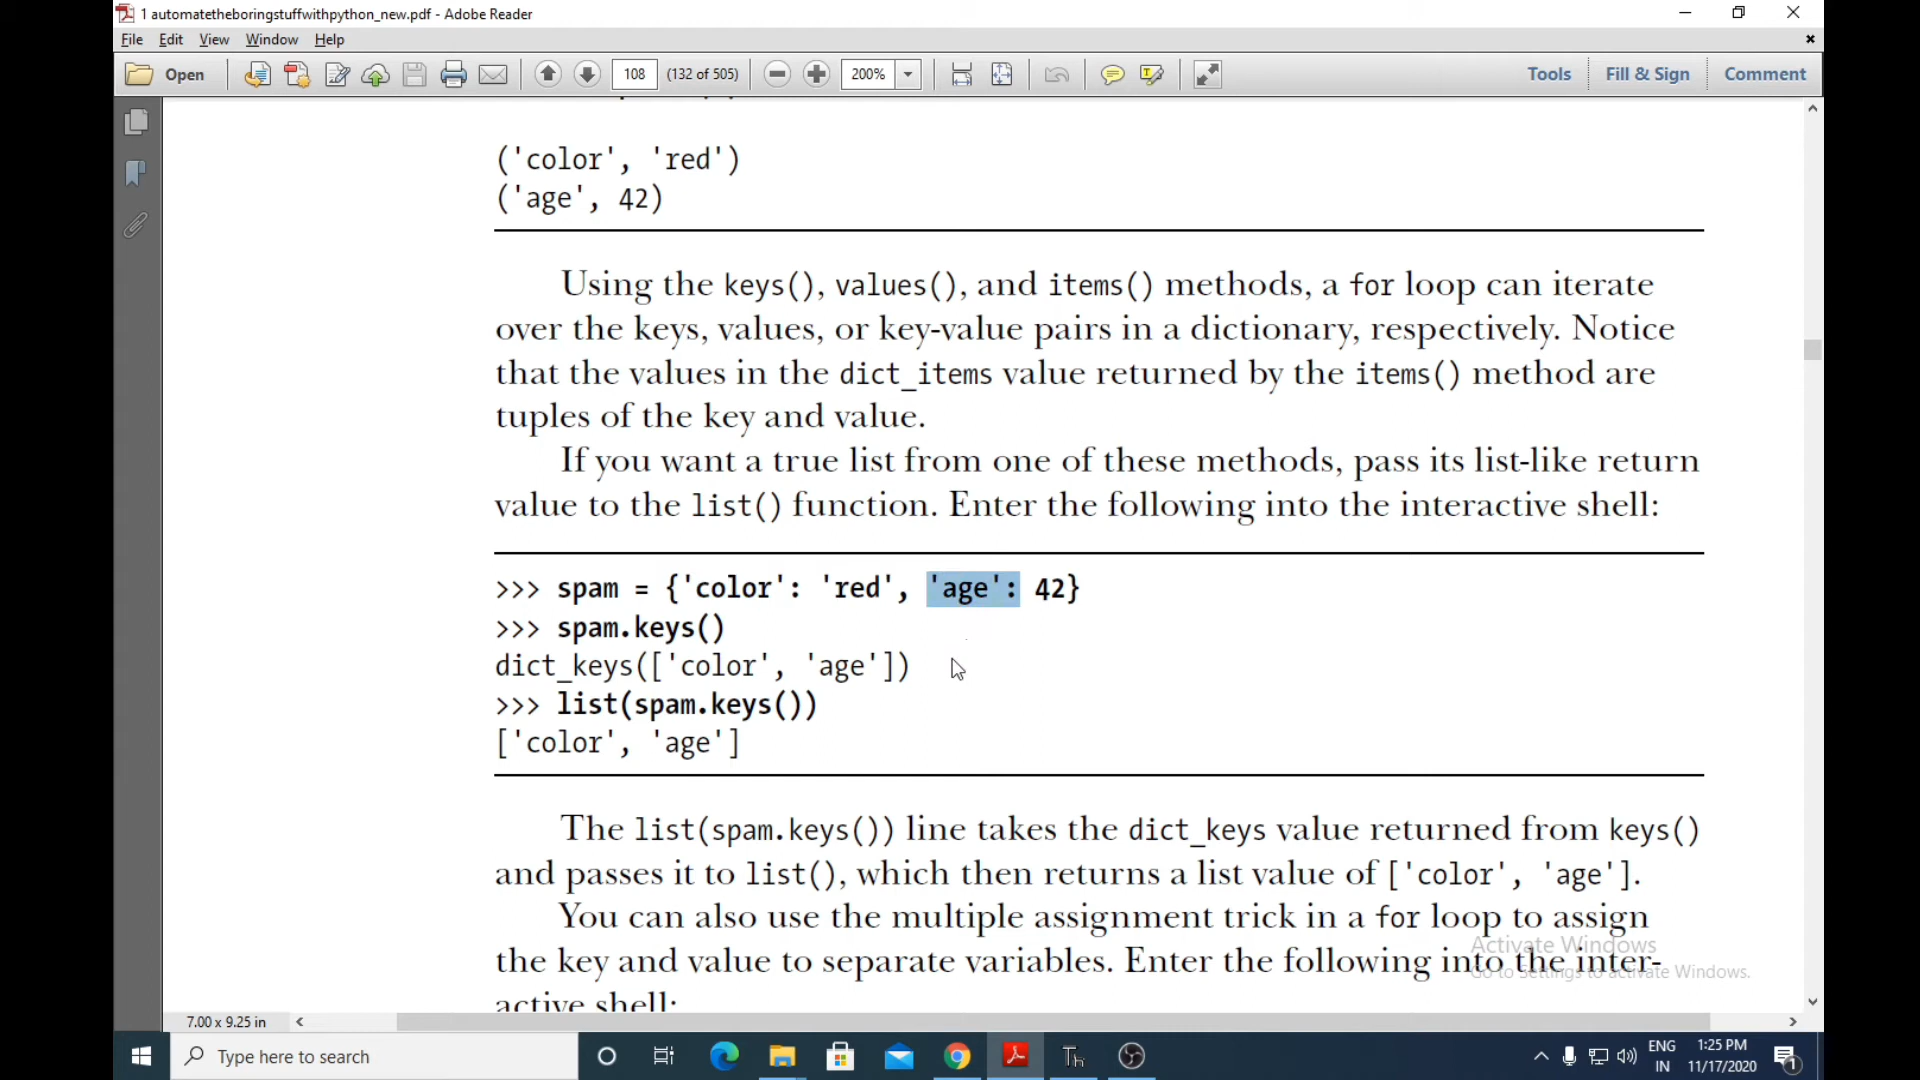 1 automatetheboringstuffwithpython_new.pdf - Adobe Reader
File Edit View Window Help
Open 108 (132 of 505) 200% Tools Fill & Sign Comment
('color', 'red')
('age', 42)
Using the keys(), values(), and items() methods, a for loop can iterate
over the keys, values, or key-value pairs in a dictionary, respectively. Notice
that the values in the dict_items value returned by the items() method are
tuples of the key and value.
If you want a true list from one of these methods, pass its list-like return
value to the list() function. Enter the following into the interactive shell:
>>> spam = {'color': 'red', 'age': 42}
>>> spam.keys()
dict_keys(['color', 'age'])
>>> list(spam.keys())
['color', 'age']
The list(spam.keys()) line takes the dict_keys value returned from keys()
and passes it to list(), which then returns a list value of ['color', 'age'].
You can also use the multiple assignment trick in a for loop to assign
Activate Windows
the key and value to separate variables. Enter the following into the inter-
Go to Settings to activate Windows.
active shell:
7.00 x 9.25 in
Type here to search
ENG
IN
1:25 PM
11/17/2020
1